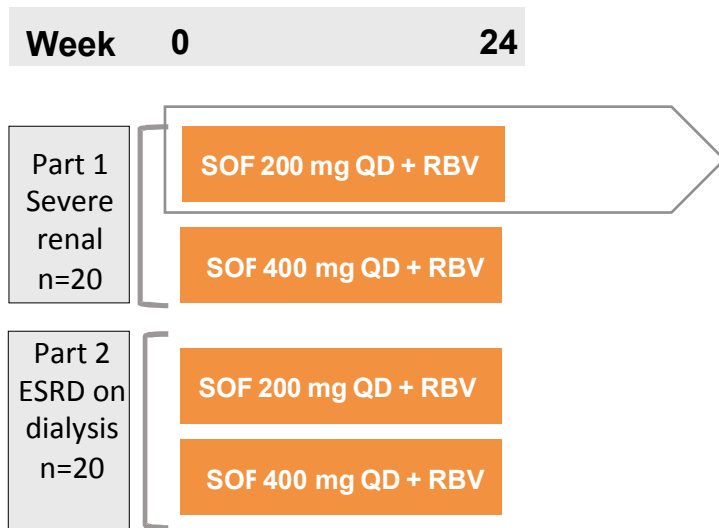 Week 0 24
Part 1
Severe
renal
n=20
SOF 200 mg QD + RBV
SOF 400 mg QD + RBV
Part 2
ESRD on
dialysis
n=20
SOF 200 mg QD + RBV
SOF 400 mg QD + RBV